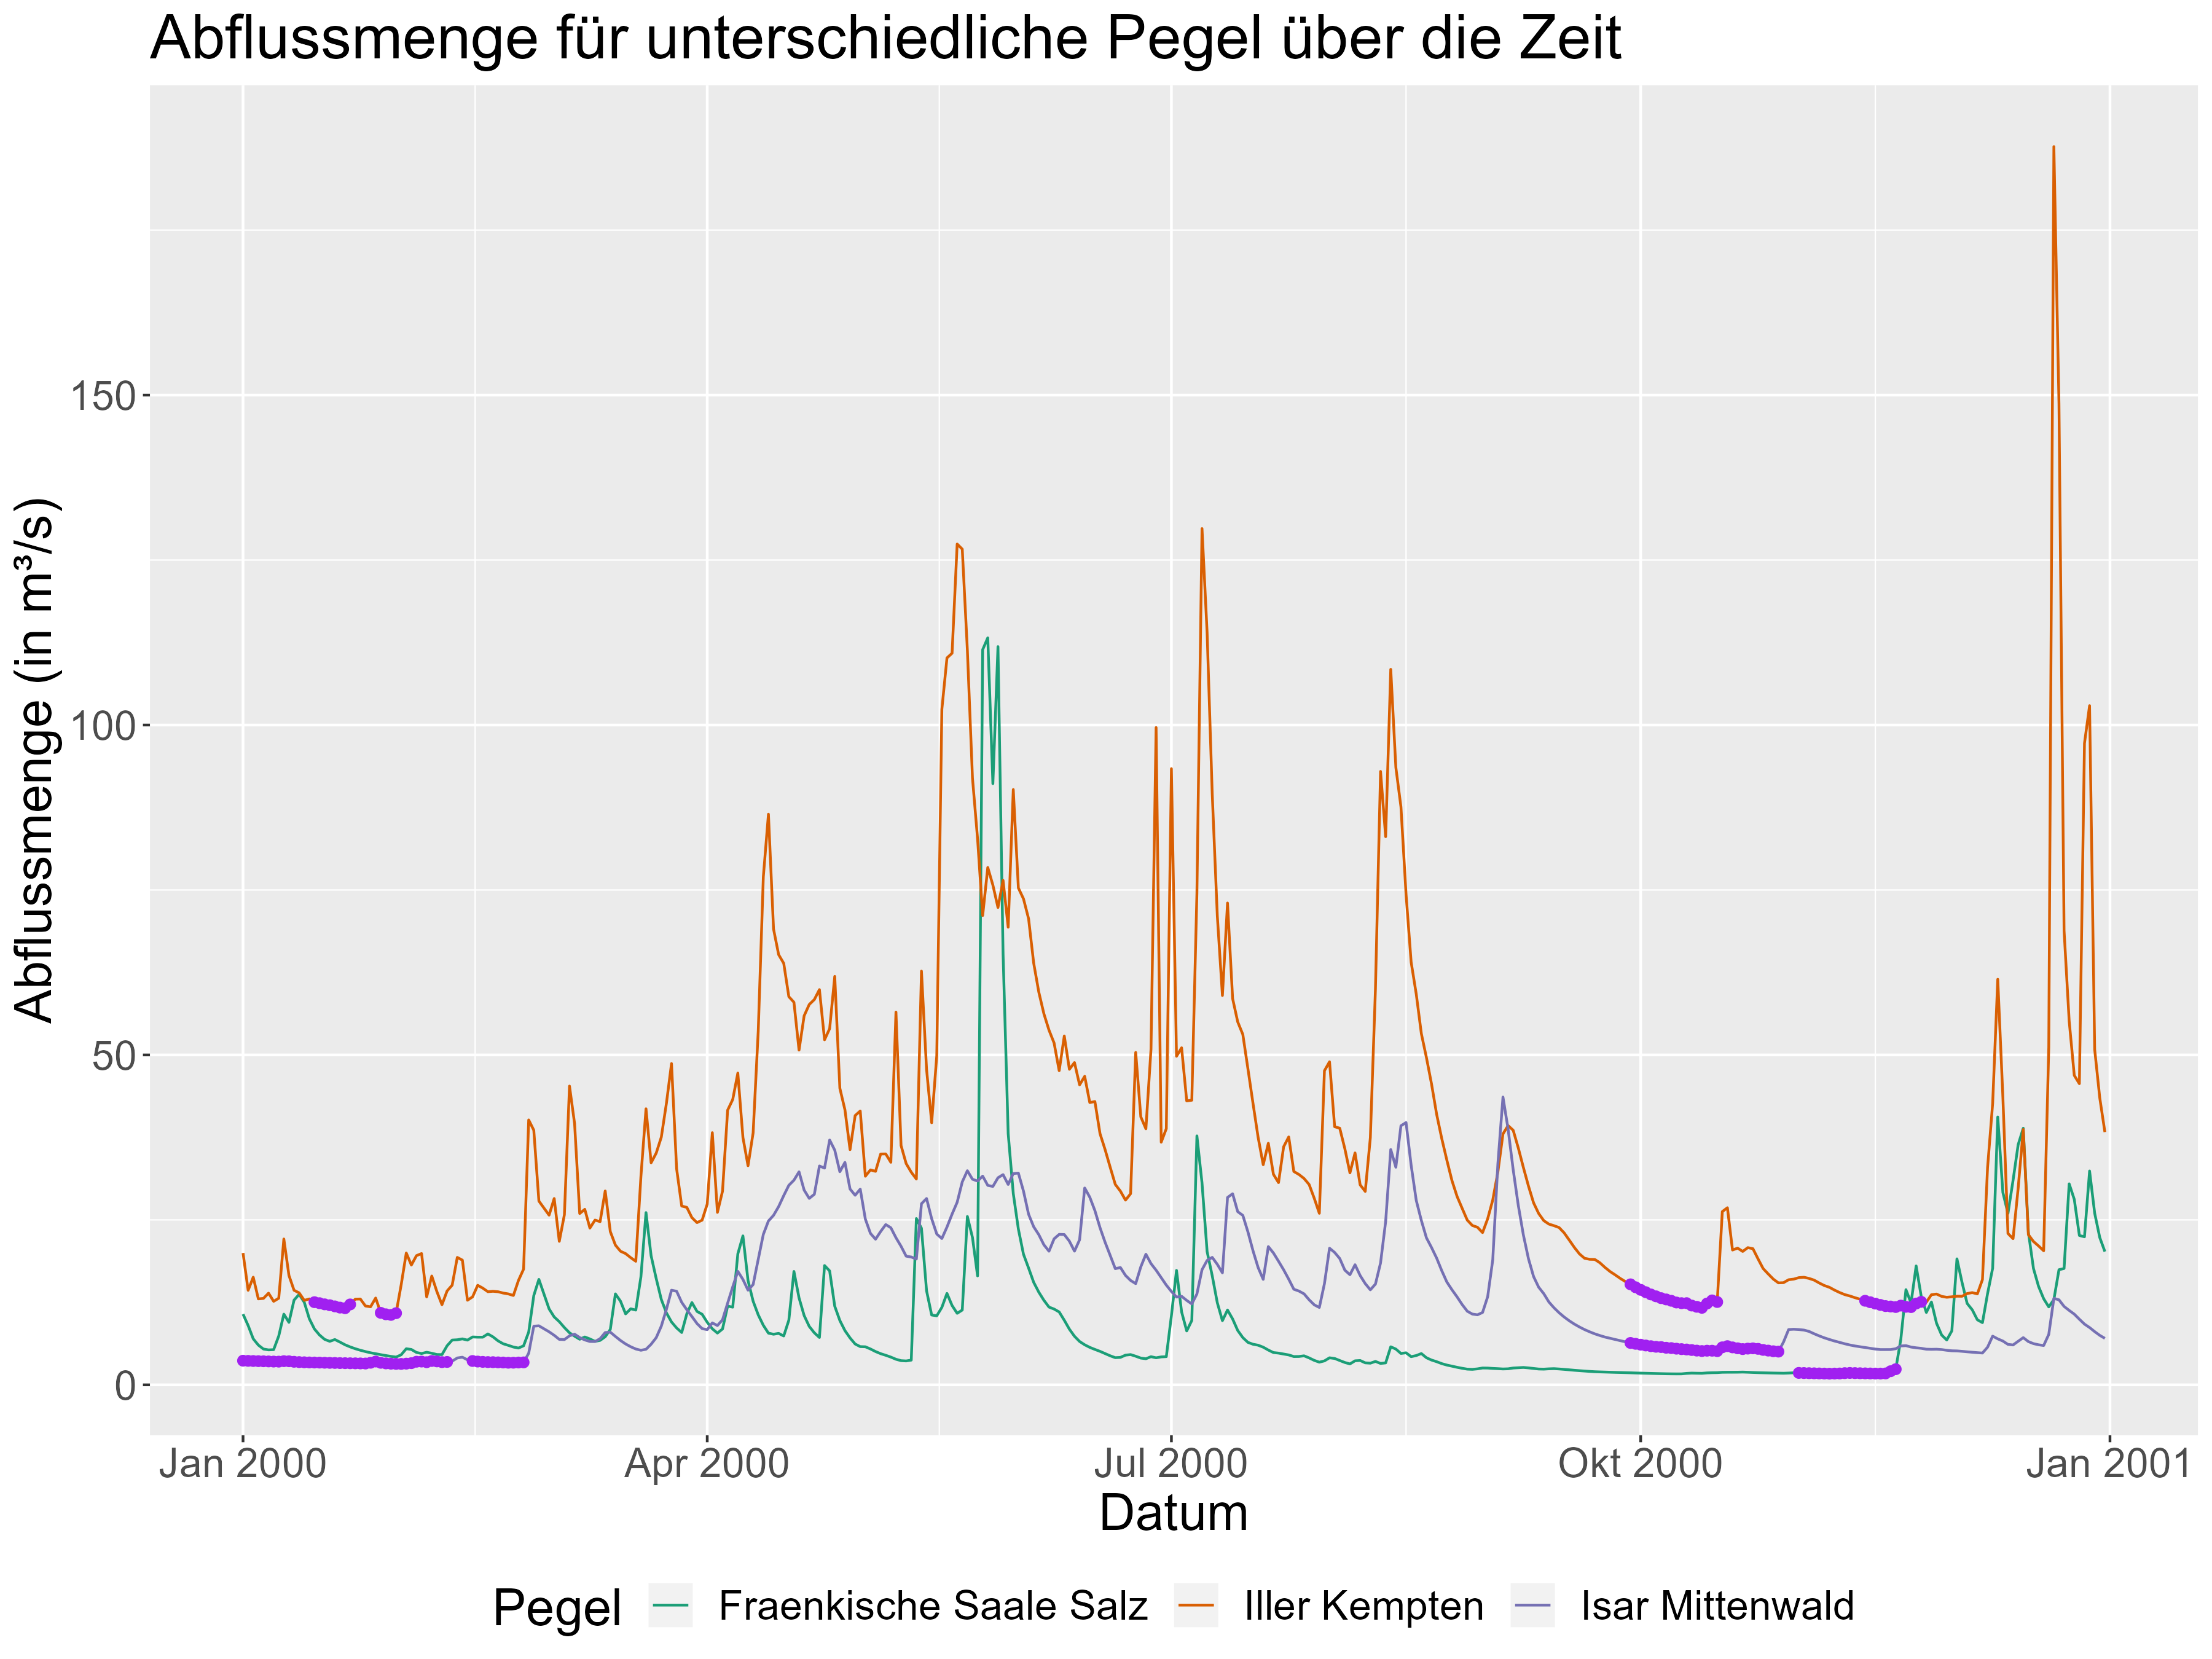 Abflussmenge für unterschiedliche Pegel über die Zeit
Abflussmenge (in m³/s)
150
100
50
0
Jan 2000 Apr 2000 Jul 2000 Okt 2000 Jan 2001
Datum
Pegel Fraenkische Saale Salz Iller Kempten Isar Mittenwald